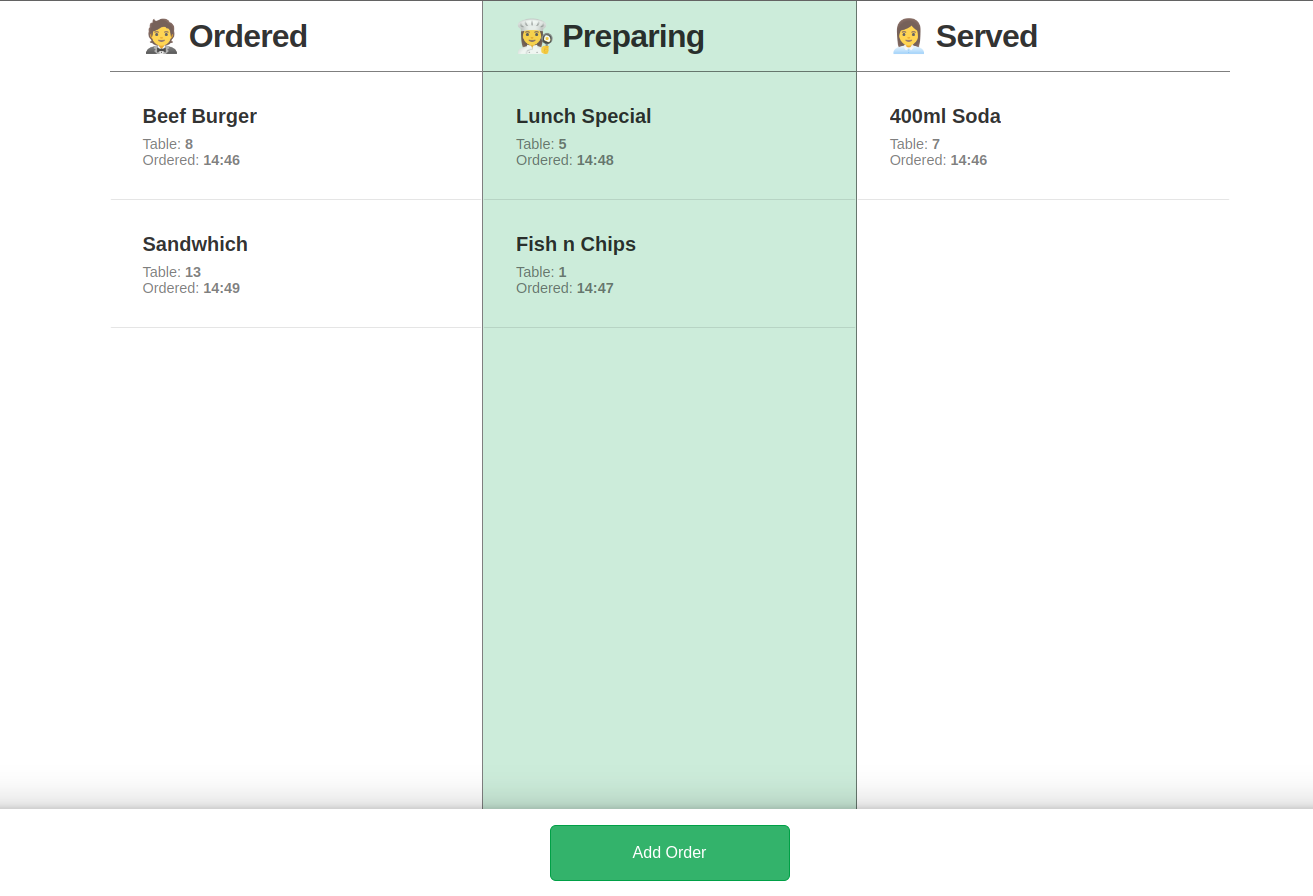 Ordered
Beef Burger
Table: 8
Ordered: 14:46
Sandwhich
Table: 13
Ordered: 14:49
Preparing
Lunch Special
Table: 5
Ordered: 14:48
Fish n Chips
Table: 1
Ordered: 14:47
Served
400ml Soda
Table: 7
Ordered: 14:46
Add Order